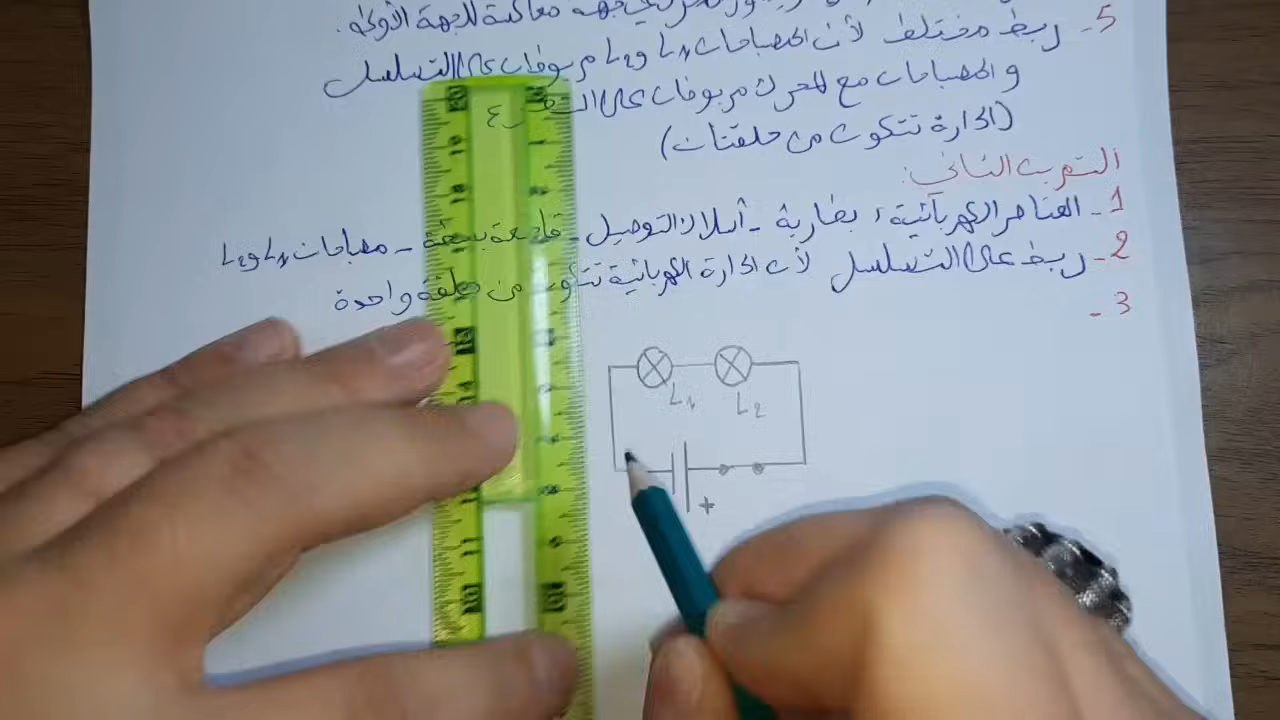 5 - ربط مختلف لأن المصباحات L1 و L2 مربوطان على التسلسل
و المصباحات مع المحرك مربوطان على
(الدارة تتكون من حلقتان)
التمرين الثاني:
1 - العناصر الكهربائية: بطارية - أسلاك التوصيل - قاطعة بسيطة - مصباحات L1 و L2
2 - ربط على التسلسل لأن الدارة الكهربائية تتكون من حلقة واحدة
3 -
L1 L2
+